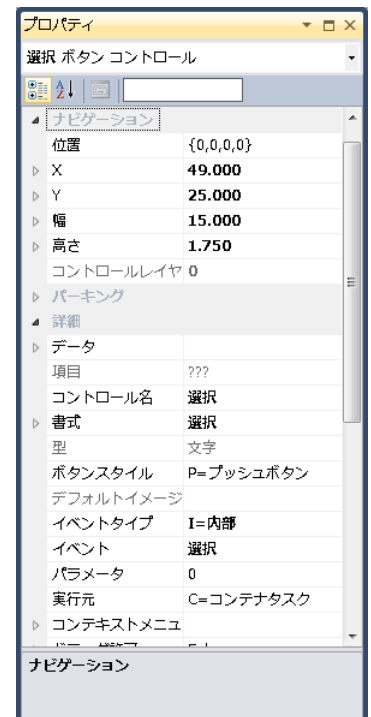 プロパティ
選択 ボタン コントロール
ナビゲーション
位置 {0,0,0,0}
X 49.000
Y 25.000
幅 15.000
高さ 1.750
コントロールレイヤ 0
パーキング
詳細
データ
項目 ???
コントロール名 選択
書式 選択
型 文字
ボタンスタイル P=プッシュボタン
デフォルトイメージ
イベントタイプ I=内部
イベント 選択
パラメータ 0
実行元 C=コンテナタスク
コンテキストメニュ
ナビゲーション